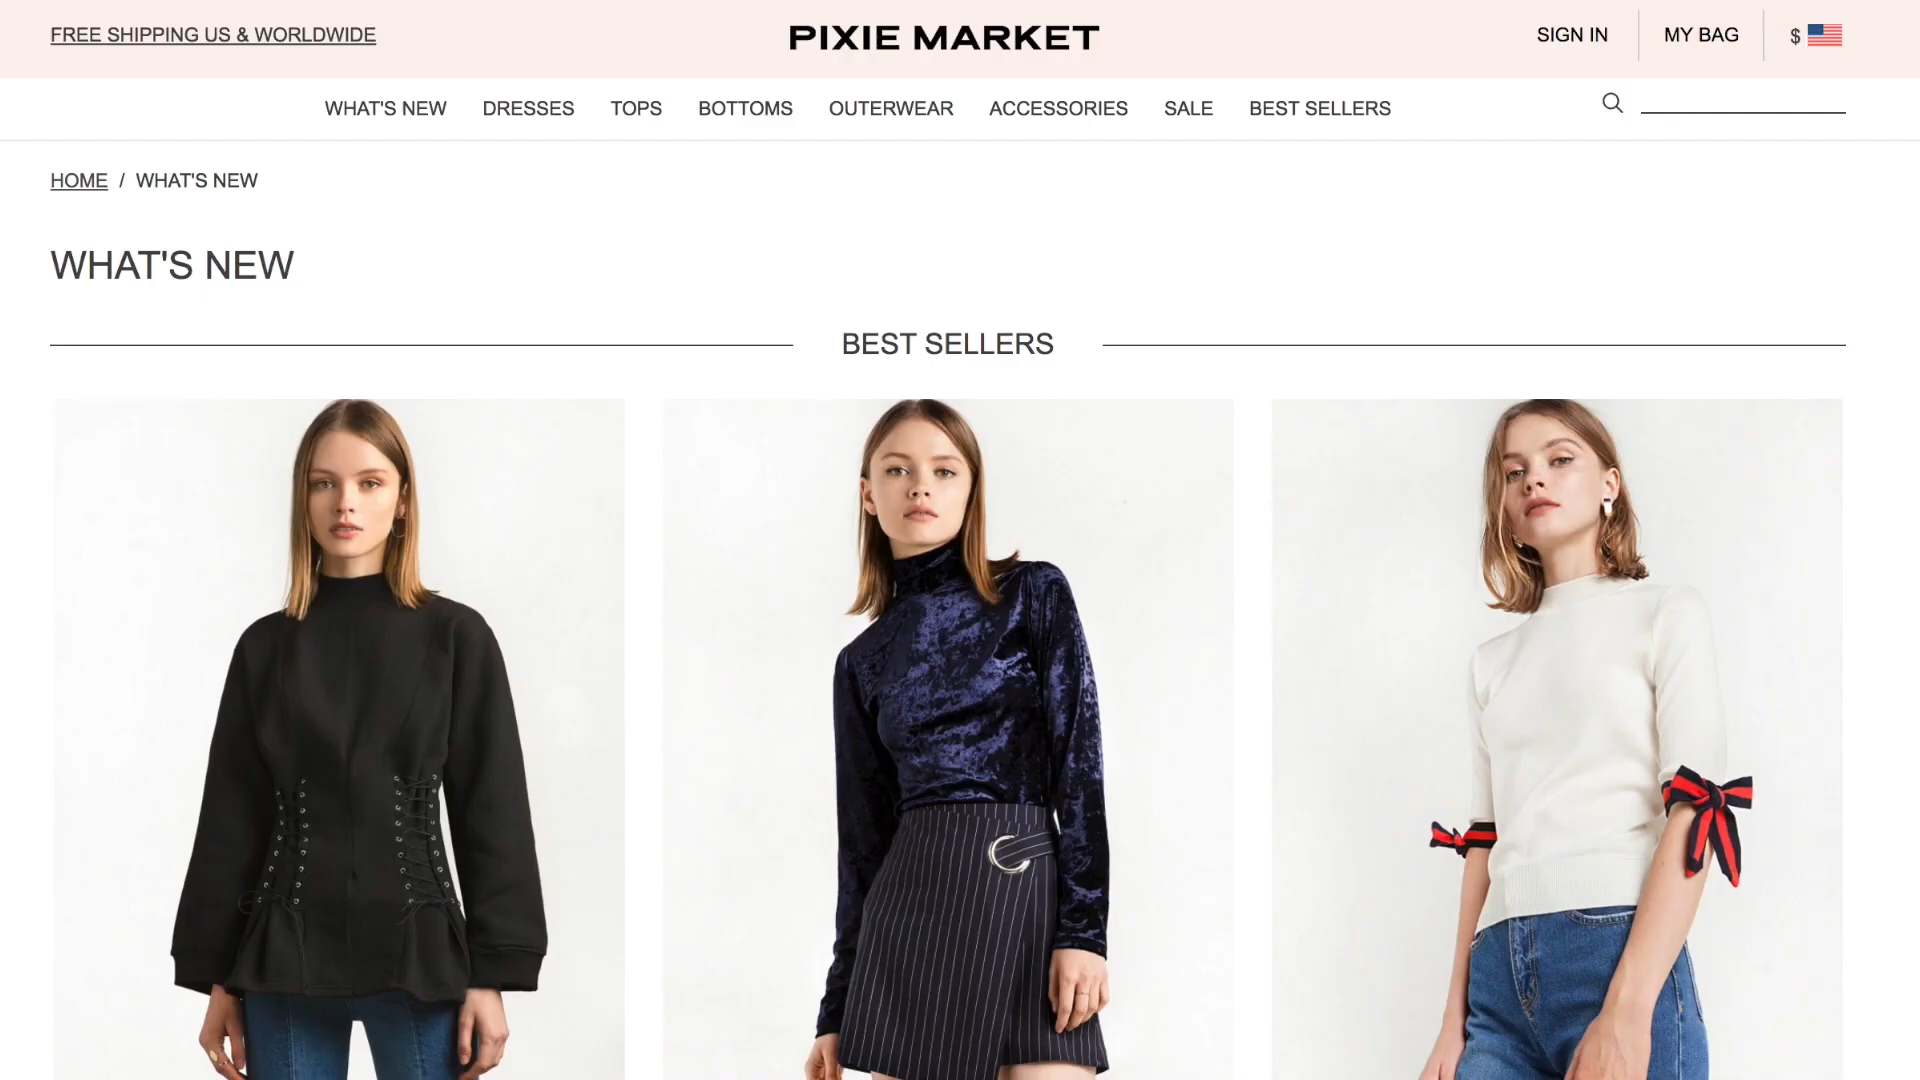 FREE SHIPPING US & WORLDWIDE
PIXIE MARKET
SIGN IN
MY BAG
$
WHAT'S NEW
DRESSES
TOPS
BOTTOMS
OUTERWEAR
ACCESSORIES
SALE
BEST SELLERS
HOME / WHAT'S NEW
WHAT'S NEW
BEST SELLERS